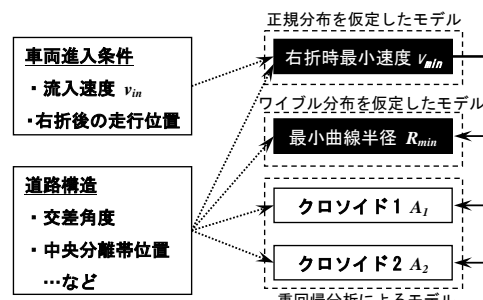 正規分布を仮定したモデル
車両進入条件
・流入速度 vin
・右折後の走行位置
右折時最小速度 vmin
ワイブル分布を仮定したモデル
最小曲線半径 Rmin
道路構造
・交差角度
・中央分離帯位置
…など
クロソイド1 A1
クロソイド2 A2
重回帰分析によるモデル